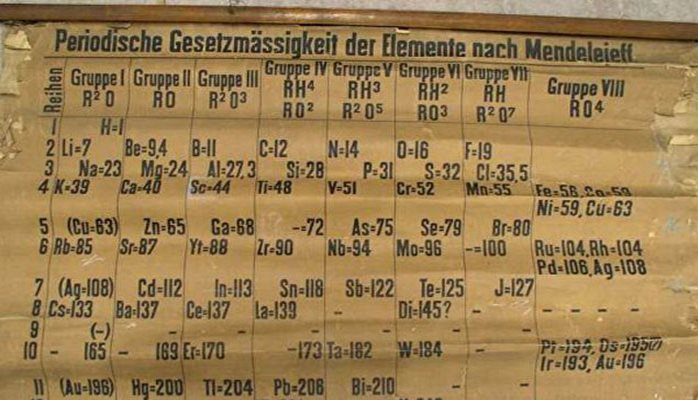 Periodische Gesetzmässigkeit der Elemente nach Mendelejeff.
Reihen Gruppe I Gruppe II Gruppe III Gruppe IV Gruppe V Gruppe VI Gruppe VII Gruppe VIII
RH⁴ RH³ RH² RH
R²O RO R²O³ RO² R²O⁵ RO³ R²O⁷ RO⁴
1 H=1
2 Li=7 Be=9,4 B=11 C=12 N=14 O=16 F=19
3 Na=23 Mg=24 Al=27,3 Si=28 P=31 S=32 Cl=35,5
4 K=39 Ca=40 Sc=44 Ti=48 V=51 Cr=52 Mn=55 Fe=56, Co=59
Ni=59, Cu=63
5 (Cu=63) Zn=65 Ga=68 -=72 As=75 Se=79 Br=80
6 Rb=85 Sr=87 Yt=88 Zr=90 Nb=94 Mo=96 -=100 Ru=104, Rh=104
Pd=106, Ag=108
7 (Ag=108) Cd=112 In=113 Sn=118 Sb=122 Te=125 J=127
8 Cs=133 Ba=137 Ce=137 La=139 - Di=145? - - - - -
9 (-) - - - - - -
10 - 165 - 169 Er=170 -173 Ta=182 W=184 - Pt=194, Os=195(?)
Ir=193, Au=196
11 (Au=196) Hg=200 Tl=204 Pb=206 Bi=210 - -